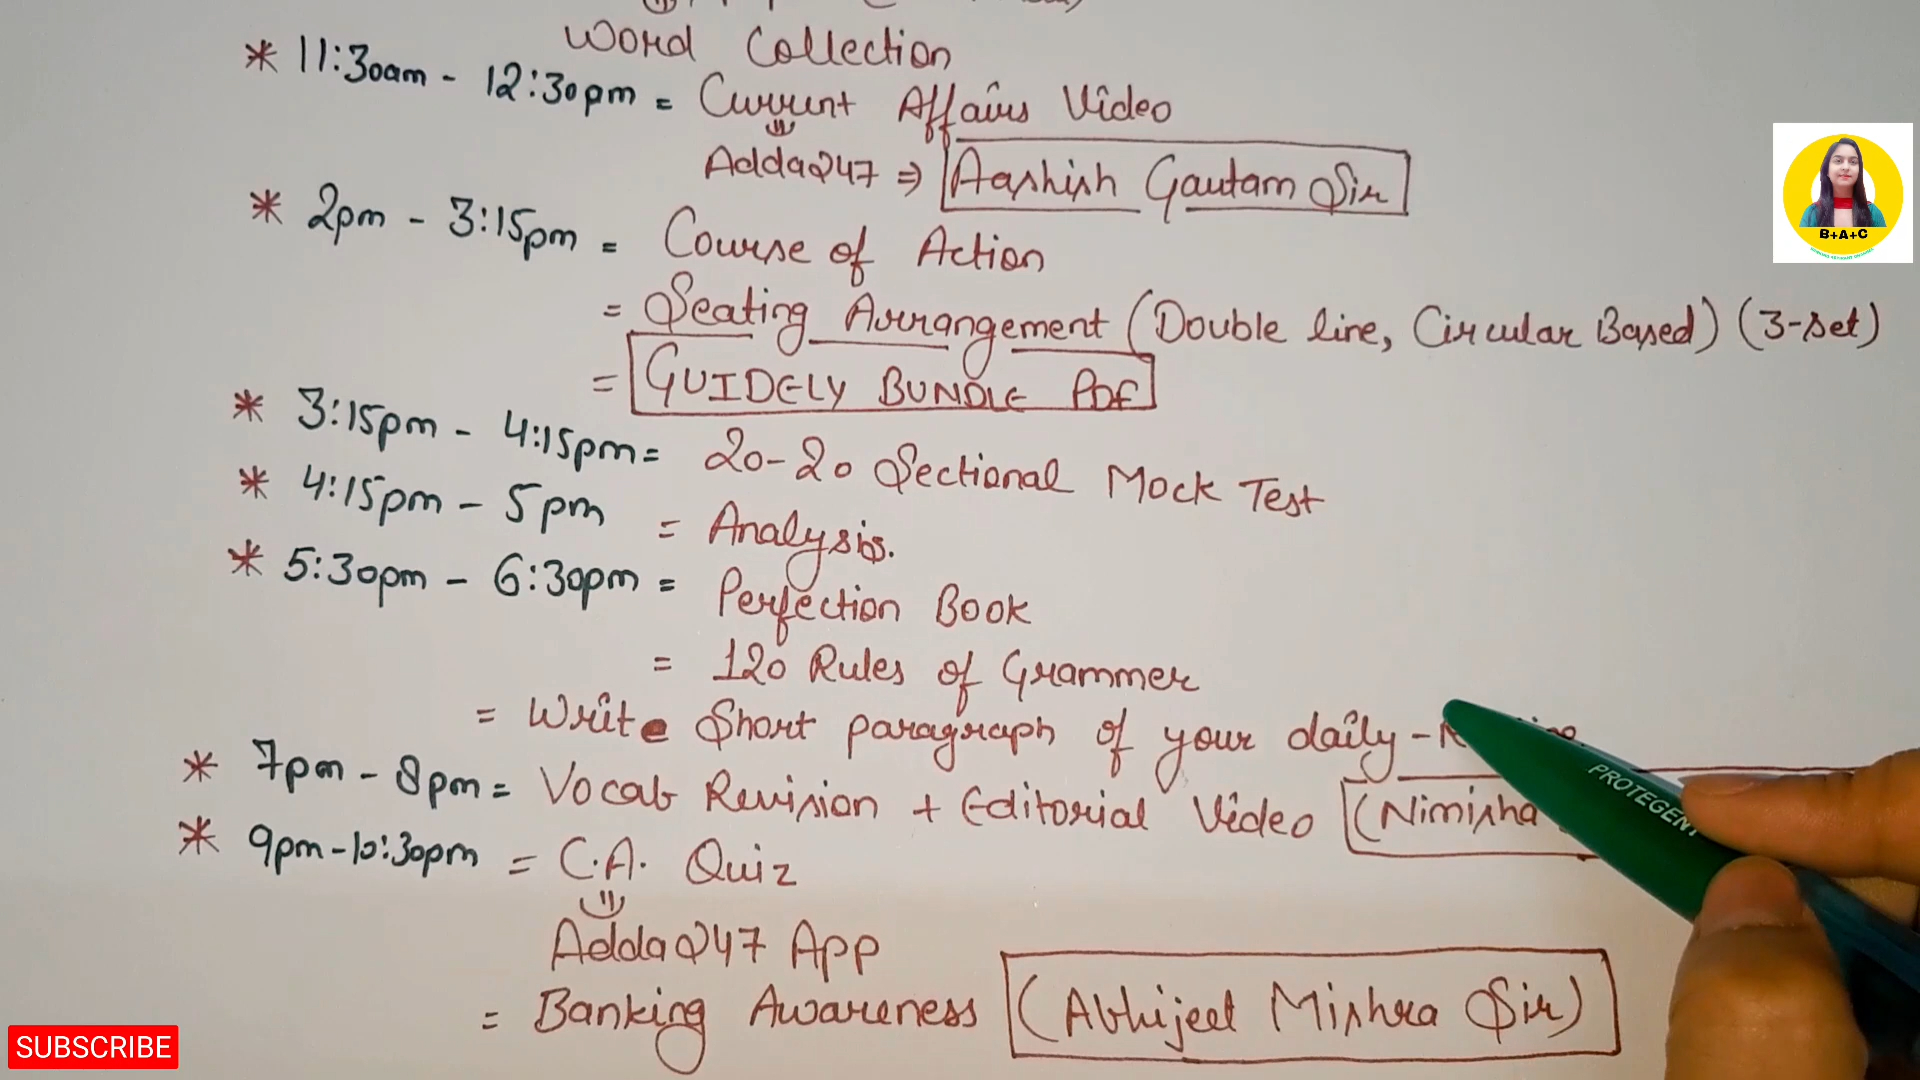 Word Collection
* 11:30am - 12:30pm = Current Affairs Video
Adda247 ⇒ Aashish Gautam Sir
* 2pm - 3:15pm = Course of Action
= Seating Arrangement (Double line, Circular Based) (3-set)
= GUIDELY BUNDLE PDF
* 3:15pm - 4:15pm = 20-20 Sectional Mock Test
* 4:15pm - 5pm = Analysis.
* 5:30pm - 6:30pm = Perfection Book
= 120 Rules of Grammer
= Write Short paragraph of your daily-
* 7pm - 8pm = Vocab Revision + Editorial Video (Nimisha
* 9pm-10:30pm = C.A. Quiz
Adda247 App
= Banking Awareness (Abhijeet Mishra Sir)
PROTEGENT
B+A+C
SUBSCRIBE